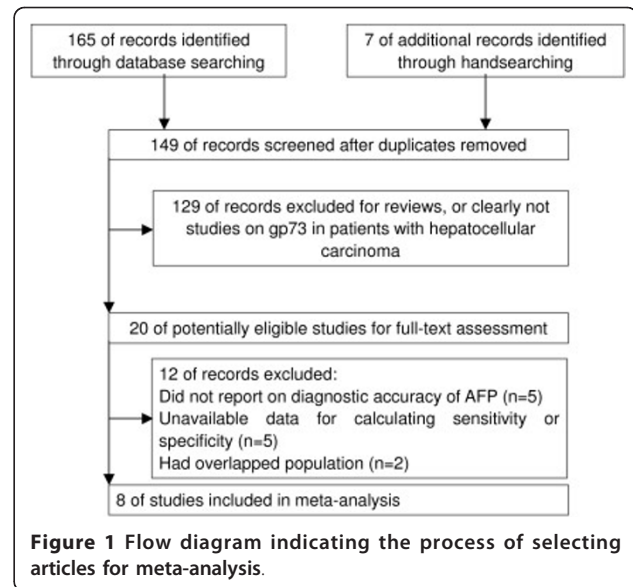 165 of records identified
through database searching
7 of additional records identified
through handsearching
149 of records screened after duplicates removed
129 of records excluded for reviews, or clearly not
studies on gp73 in patients with hepatocellular
carcinoma
20 of potentially eligible studies for full-text assessment
12 of records excluded:
Did not report on diagnostic accuracy of AFP (n=5)
Unavailable data for calculating sensitivity or
specificity (n=5)
Had overlapped population (n=2)
8 of studies included in meta-analysis
Figure 1 Flow diagram indicating the process of selecting
articles for meta-analysis.